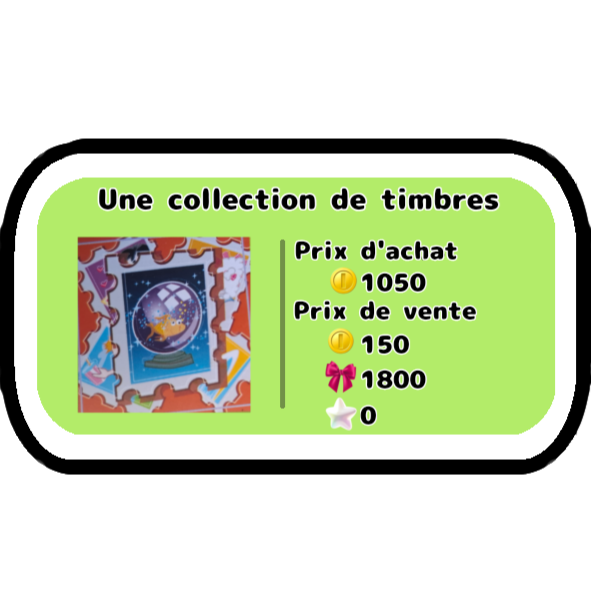 Une collection de timbres
Prix d'achat
1050
Prix de vente
150
1800
0